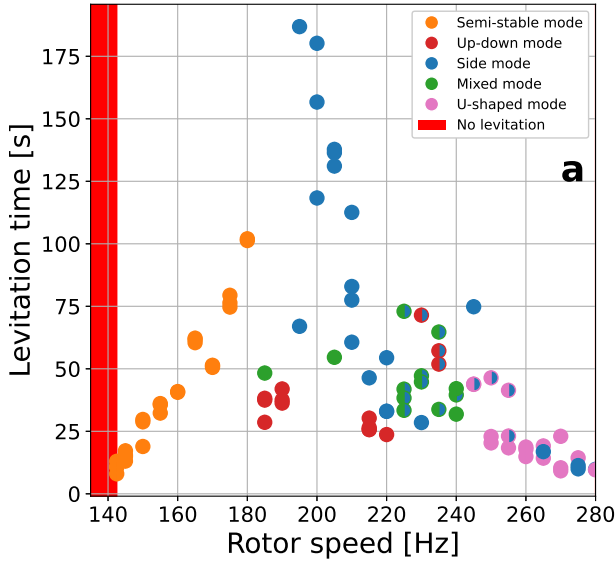 Semi-stable mode
Up-down mode
Side mode
Mixed mode
U-shaped mode
No levitation
a
Levitation time [s]
175
150
125
100
75
50
25
0
140 160 180 200 220 240 260 280
Rotor speed [Hz]